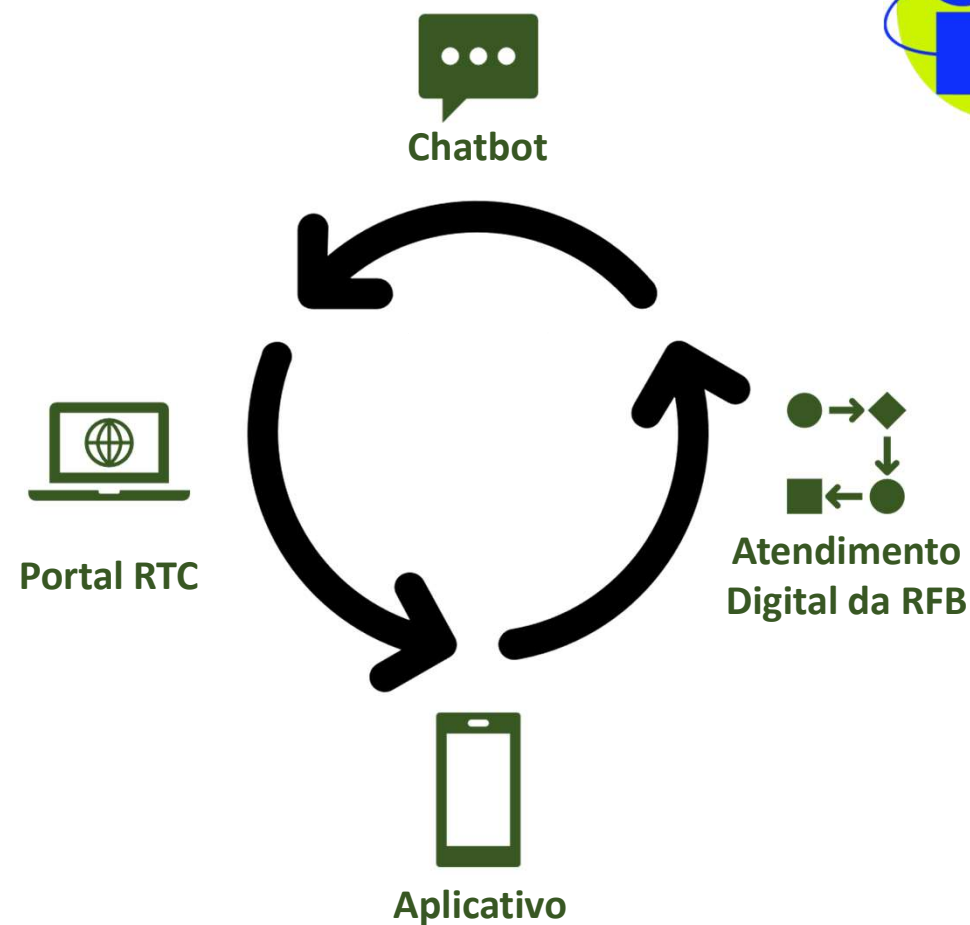 Chatbot
Portal RTC
Atendimento
Digital da RFB
Aplicativo